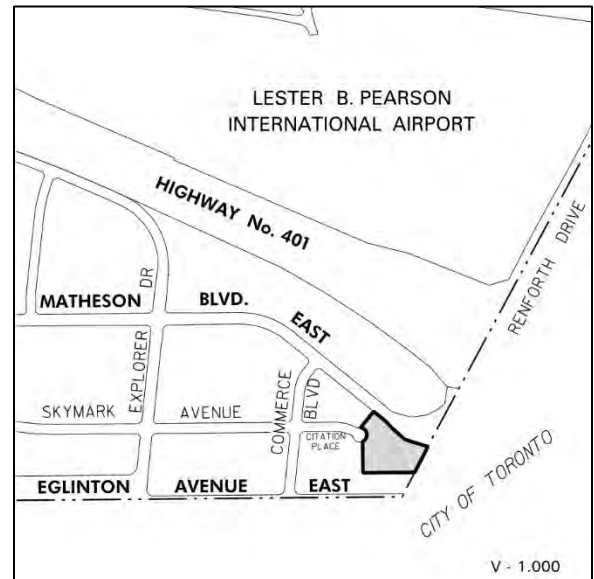 LESTER B. PEARSON
INTERNATIONAL AIRPORT
HIGHWAY No. 401
RENFORTH DRIVE
MATHESON BLVD. EAST
EXPLORER DR
COMMERCE BLVD
SKYMARK AVENUE
CITATION
PLACE
EGLINTON AVENUE EAST
CITY OF TORONTO
V - 1.000